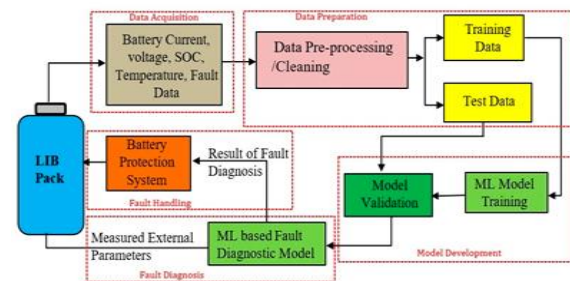 Data Acquisition
Data Preparation
Battery Current,
voltage, SOC,
Temperature, Fault
Data
Data Pre-processing
/Cleaning
Training
Data
Test Data
LIB
Pack
Battery
Protection
System
Result of Fault
Diagnosis
Fault Handling
Model
Validation
ML Model
Training
Model Development
Measured External
Parameters
ML based Fault
Diagnostic Model
Fault Diagnosis